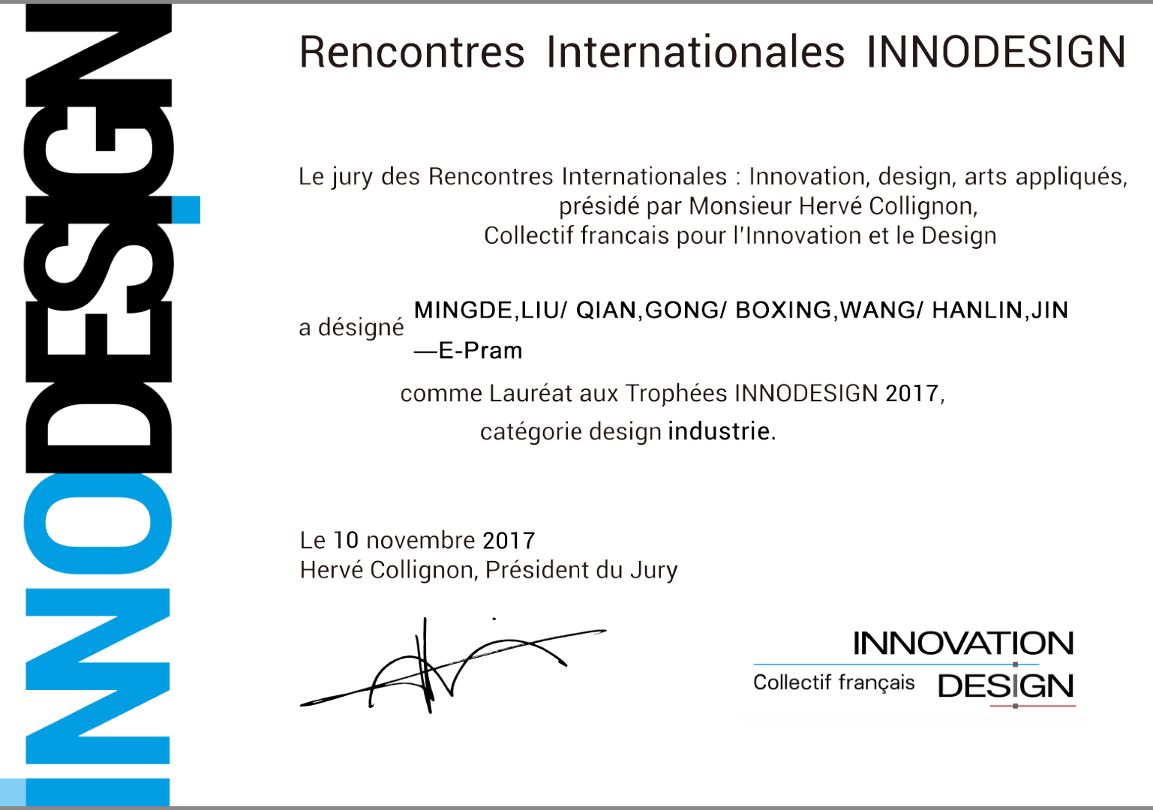 INNODESIGN
Rencontres Internationales INNODESIGN
Le jury des Rencontres Internationales : Innovation, design, arts appliqués,
présidé par Monsieur Hervé Collignon,
Collectif francais pour l'Innovation et le Design
a désigné MINGDE,LIU/ QIAN,GONG/ BOXING,WANG/ HANLIN,JIN
—E-Pram
comme Lauréat aux Trophées INNODESIGN 2017,
catégorie design industrie.
Le 10 novembre 2017
Hervé Collignon, Président du Jury
INNOVATION
Collectif français DESIGN